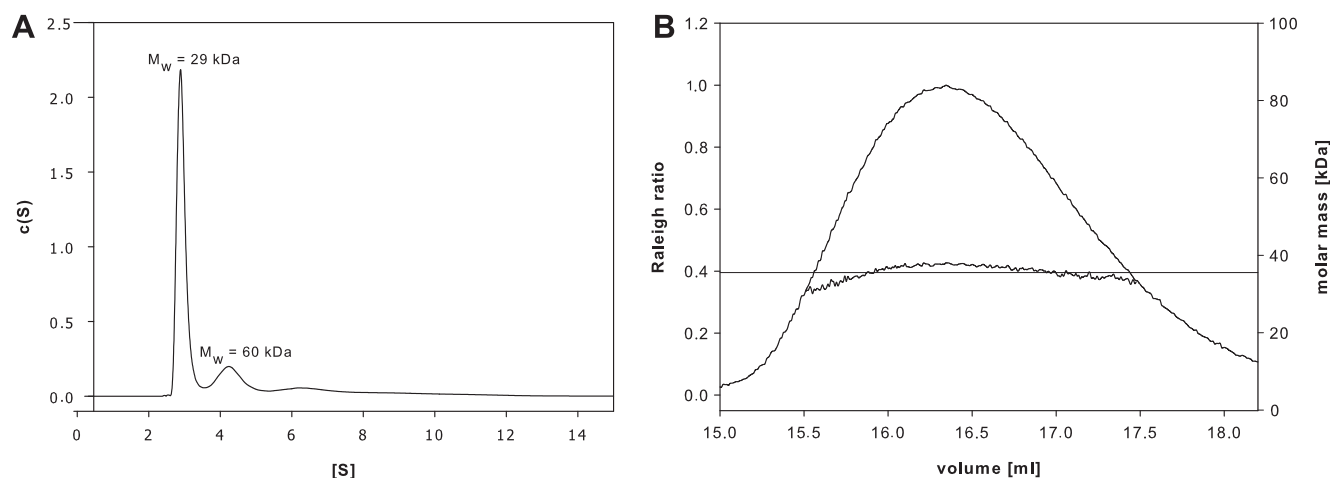 A
2.5
2.0
1.5
1.0
0.5
0.0
c(S)
M_W = 29 kDa
M_W = 60 kDa
0 2 4 6 8 10 12 14
[S]
B
1.2
1.0
0.8
0.6
0.4
0.2
0.0
Raleigh ratio
100
80
60
40
20
0
molar mass [kDa]
15.0 15.5 16.0 16.5 17.0 17.5 18.0
volume [ml]